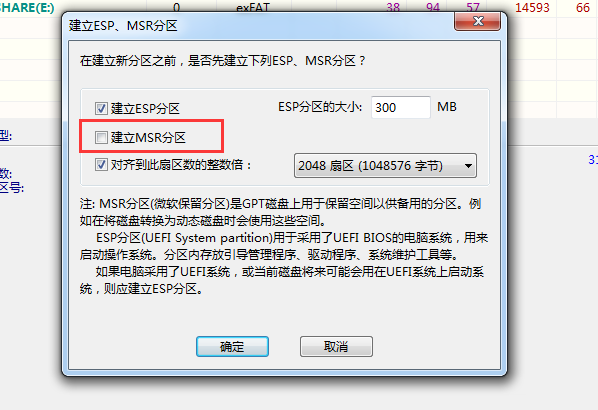 SHARE(E:) 0 exFAT 38 94 57 14593 66
建立ESP、MSR分区
在建立新分区之前，是否先建立下列ESP、MSR分区？
建立ESP分区 ESP分区的大小: 300 MB
建立MSR分区
型:
对齐到此扇区数的整数倍： 2048 扇区 (1048576 字节)
数:
区号:
注: MSR分区(微软保留分区)是GPT磁盘上用于保留空间以供备用的分区。例
如在将磁盘转换为动态磁盘时会使用这些空间。
ESP分区(UEFI System partition)用于采用了UEFI BIOS的电脑系统，用来
启动操作系统。分区内存放引导管理程序、驱动程序、系统维护工具等。
如果电脑采用了UEFI系统，或当前磁盘将来可能会用在UEFI系统上启动系
统，则应建立ESP分区。
确定 取消